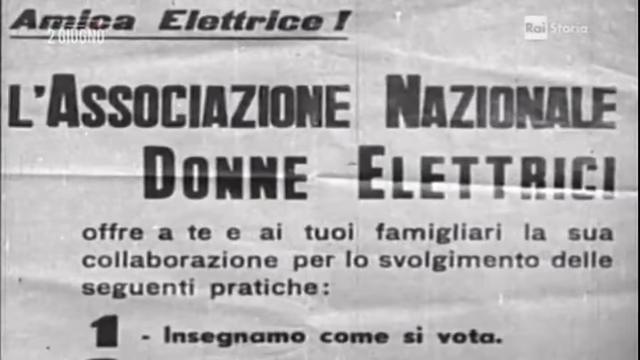 Amica Elettrice!
2 GIUGNO
Rai Storia
L'ASSOCIAZIONE NAZIONALE
DONNE ELETTRICI
offre a te e ai tuoi famigliari la sua
collaborazione per lo svolgimento delle
seguenti pratiche:
1 - Insegnamo come si vota.